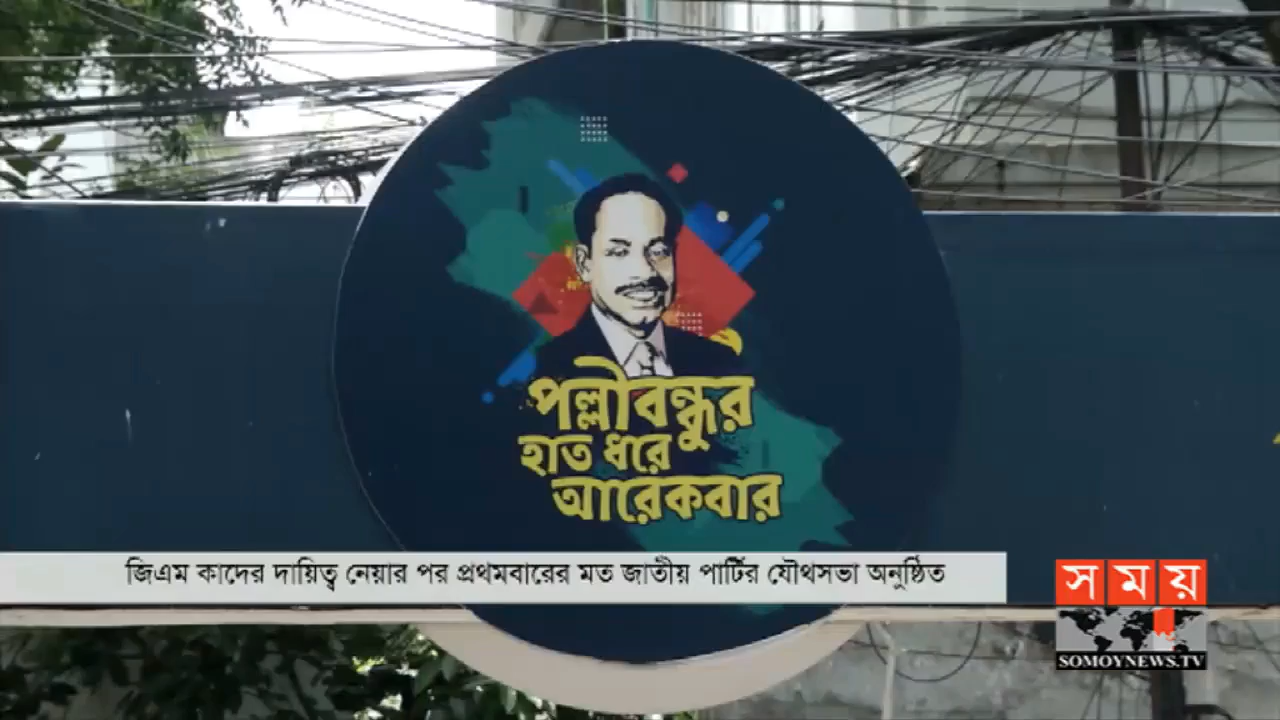 পল্লীবন্ধুর
হাত ধরে
আরেকবার
জিএম কাদের দায়িত্ব নেয়ার পর প্রথমবারের মত জাতীয় পার্টির যৌথসভা অনুষ্ঠিত
সময়
SOMOYNEWS.TV